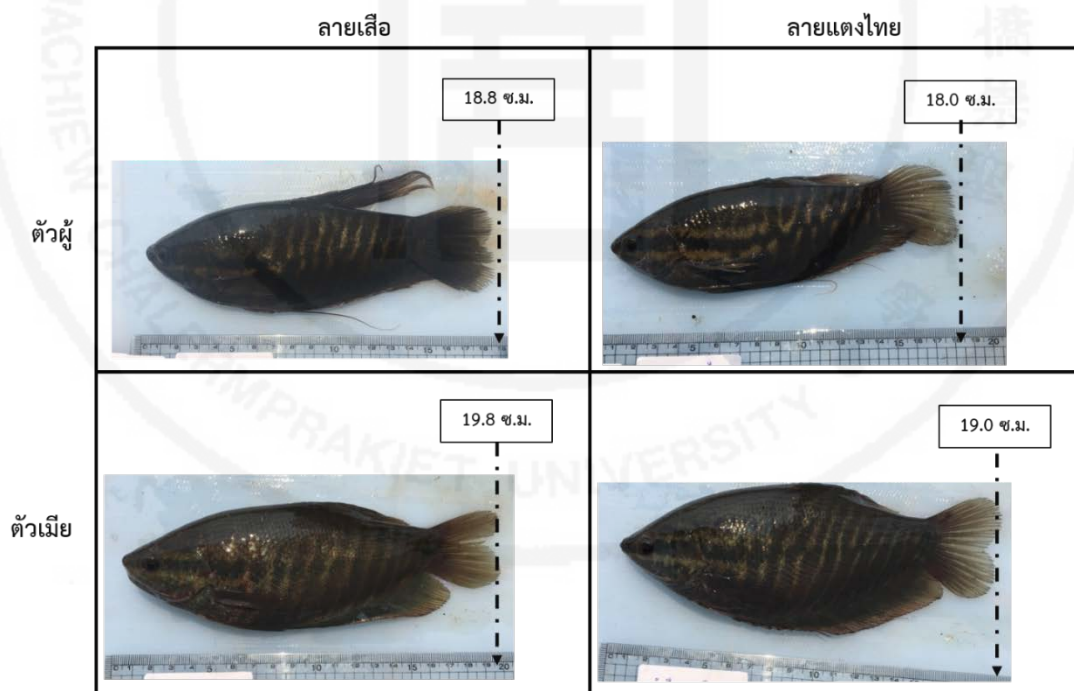 ลายเสือ
ลายแตงไทย
ตัวผู้
18.8 ซ.ม.
18.0 ซ.ม.
ตัวเมีย
19.8 ซ.ม.
19.0 ซ.ม.
CHALERMPRAKIET UNIVERSITY